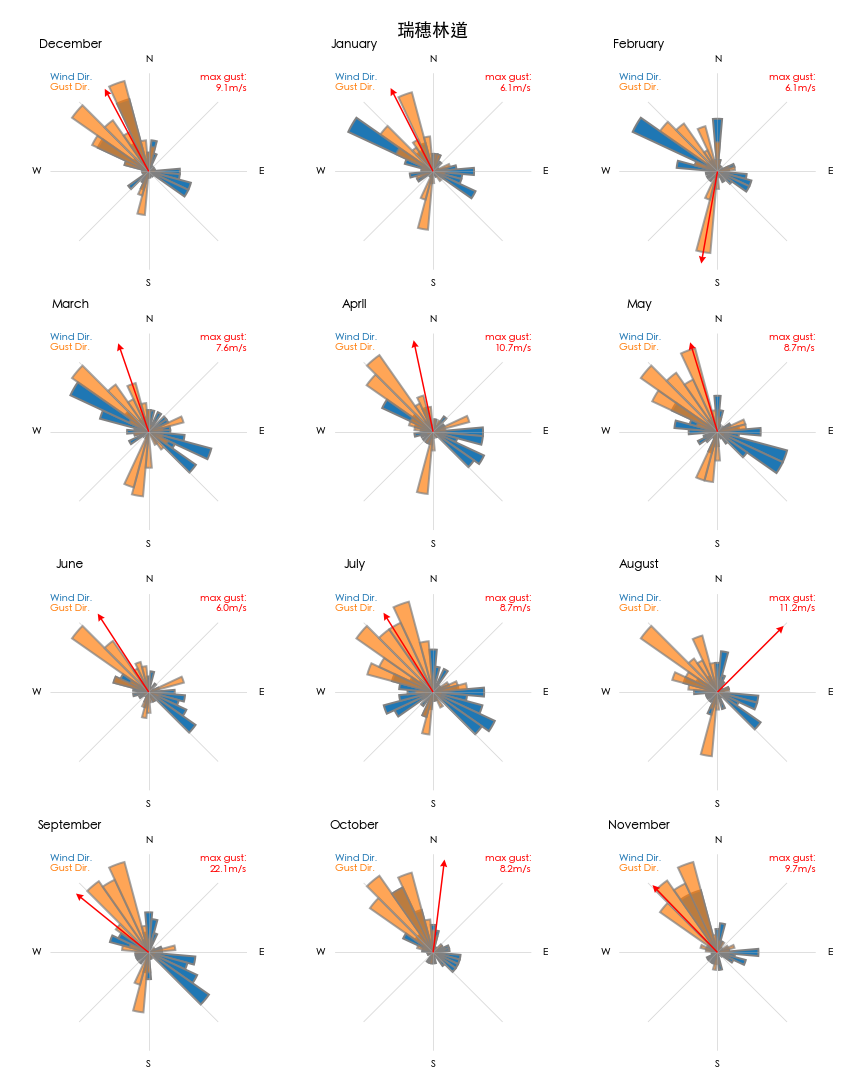 瑞穗林道
December
January
February
N
N
N
Wind Dir.
Gust Dir.
max gust:
9.1m/s
Wind Dir.
Gust Dir.
max gust:
6.1m/s
Wind Dir.
Gust Dir.
max gust:
6.1m/s
W
E
W
E
W
E
S
S
S
March
April
May
N
N
N
Wind Dir.
Gust Dir.
max gust:
7.6m/s
Wind Dir.
Gust Dir.
max gust:
10.7m/s
Wind Dir.
Gust Dir.
max gust:
8.7m/s
W
E
W
E
W
E
S
S
S
June
July
August
N
N
N
Wind Dir.
Gust Dir.
max gust:
6.0m/s
Wind Dir.
Gust Dir.
max gust:
8.7m/s
Wind Dir.
Gust Dir.
max gust:
11.2m/s
W
E
W
E
W
E
S
S
S
September
October
November
N
N
N
Wind Dir.
Gust Dir.
max gust:
22.1m/s
Wind Dir.
Gust Dir.
max gust:
8.2m/s
Wind Dir.
Gust Dir.
max gust:
9.7m/s
W
E
W
E
W
E
S
S
S